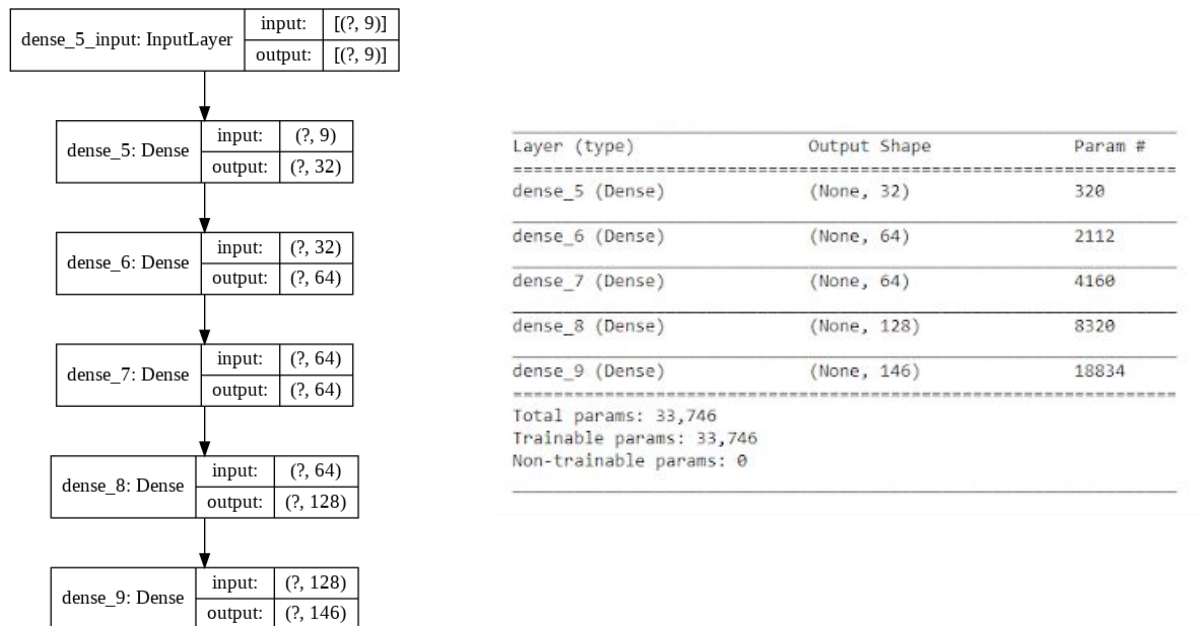 dense_5_input: InputLayer input: [(?, 9)]
output: [(?, 9)]
dense_5: Dense input: (?, 9)
output: (?, 32)
dense_6: Dense input: (?, 32)
output: (?, 64)
dense_7: Dense input: (?, 64)
output: (?, 64)
dense_8: Dense input: (?, 64)
output: (?, 128)
dense_9: Dense input: (?, 128)
output: (?, 146)
Layer (type) Output Shape Param #
dense_5 (Dense) (None, 32) 320
dense_6 (Dense) (None, 64) 2112
dense_7 (Dense) (None, 64) 4160
dense_8 (Dense) (None, 128) 8320
dense_9 (Dense) (None, 146) 18834
Total params: 33,746
Trainable params: 33,746
Non-trainable params: 0